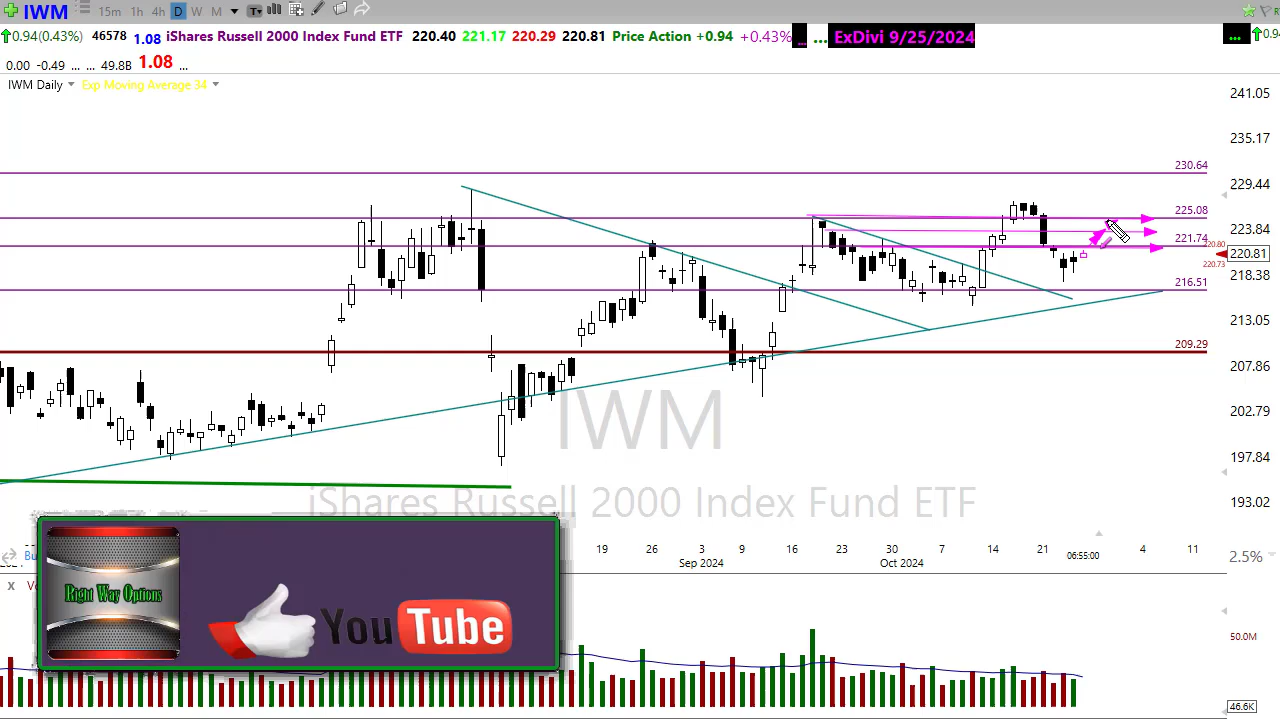 IWM 15m 1h 4h D W M T
0.94(0.43%) 46578 1.08 iShares Russell 2000 Index Fund ETF 220.40 221.17 220.29 220.81 Price Action +0.94 +0.43% ... ... ExDivi 9/25/2024 ...
0.00 -0.49 ... ... 49.8B 1.08 ...
IWM Daily Exp Moving Average 34
241.05
235.17
230.64
229.44
225.08
223.84
221.74
220.80
220.81
220.73
218.38
216.51
213.05
209.29
207.86
202.79
IWM
197.84
iShares Russell 2000 Index Fund ETF
193.02
19 26 3 9 16 23 30 7 14 21 06:55:00 4 11
Sep 2024 Oct 2024
2.5%
Bu
X
Right Way Options
YouTube
50.0M
46.6K